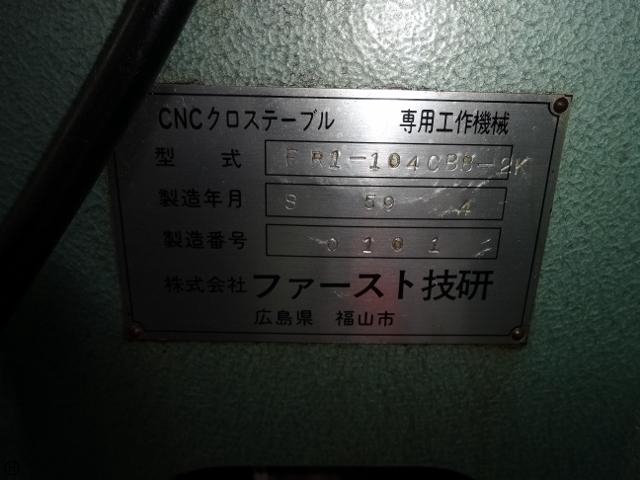 CNCクロステーブル 専用工作機械
型 式 FR1-104CBS-2K
製造年月 S 59 4
製造番号 0101
株式会社 ファースト技研
広島県 福山市